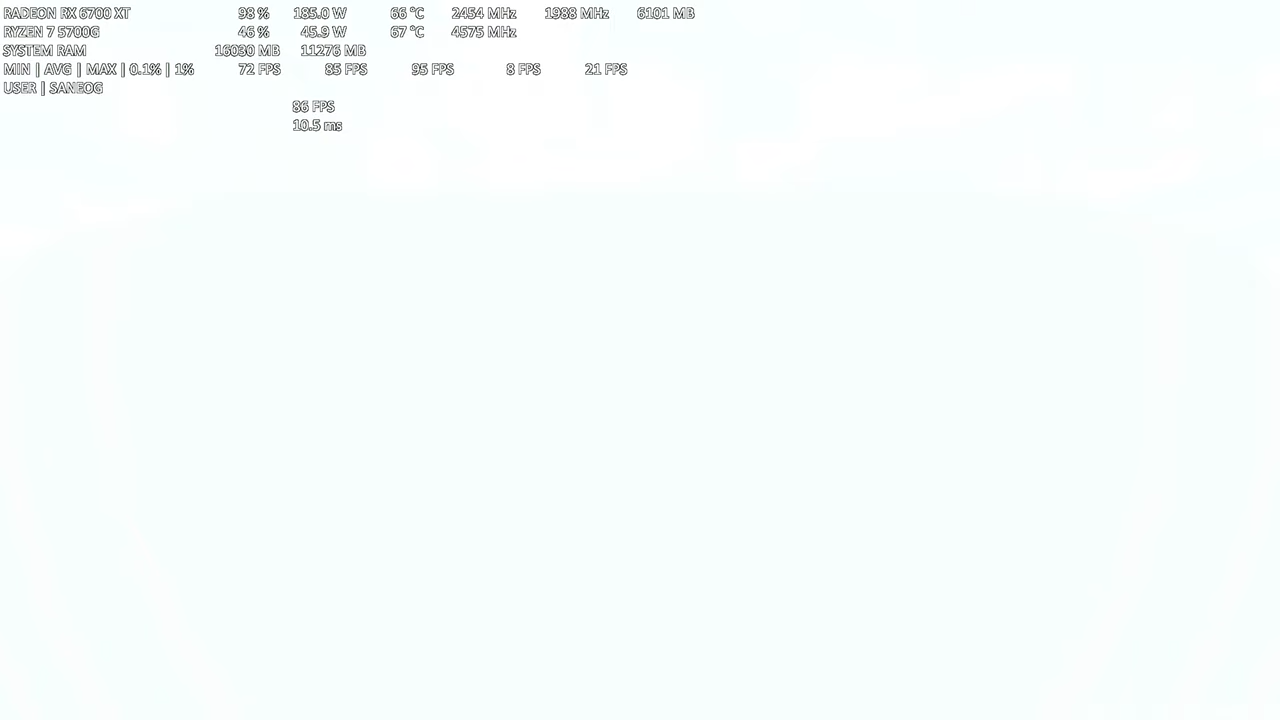 RADEON RX 6700 XT 98 % 185.0 W 66 °C 2454 MHz 1988 MHz 6101 MB
RYZEN 7 5700G 46 % 45.9 W 67 °C 4575 MHz
SYSTEM RAM 16030 MB 11276 MB
MIN | AVG | MAX | 0.1% | 1% 72 FPS 85 FPS 95 FPS 8 FPS 21 FPS
USER | SANEOG
86 FPS
10.5 ms